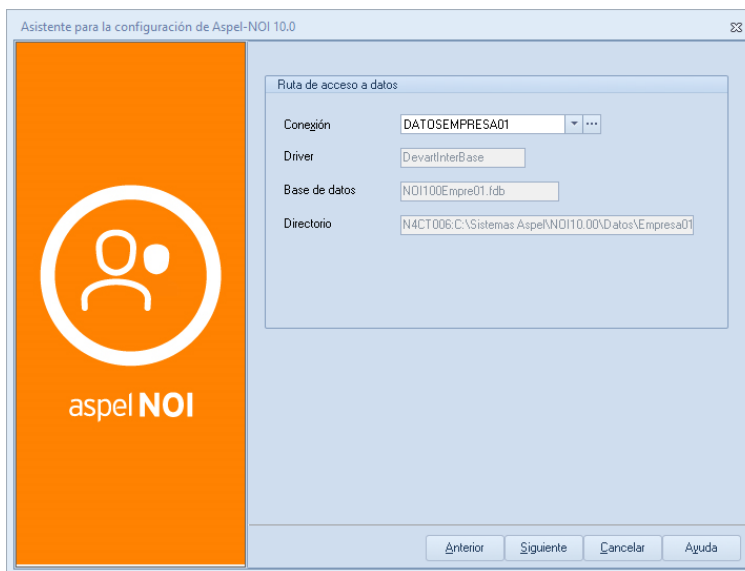 Asistente para la configuración de Aspel-NOI 10.0
Ruta de acceso a datos
Conexión DATOSEMPRESA01
Driver DevartInterBase
Base de datos NOI100Empre01.fdb
Directorio N4CT006:C:\Sistemas Aspel\NOI10.00\Datos\Empresa01
aspel NOI
Anterior Siguiente Cancelar Ayuda